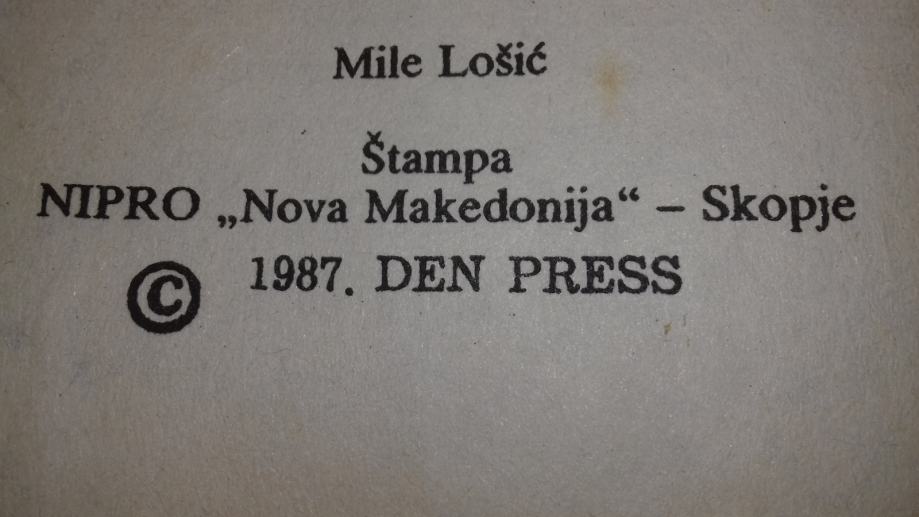 Mile Lošić
Štampa
NIPRO „Nova Makedonija“ – Skopje
© 1987. DEN PRESS